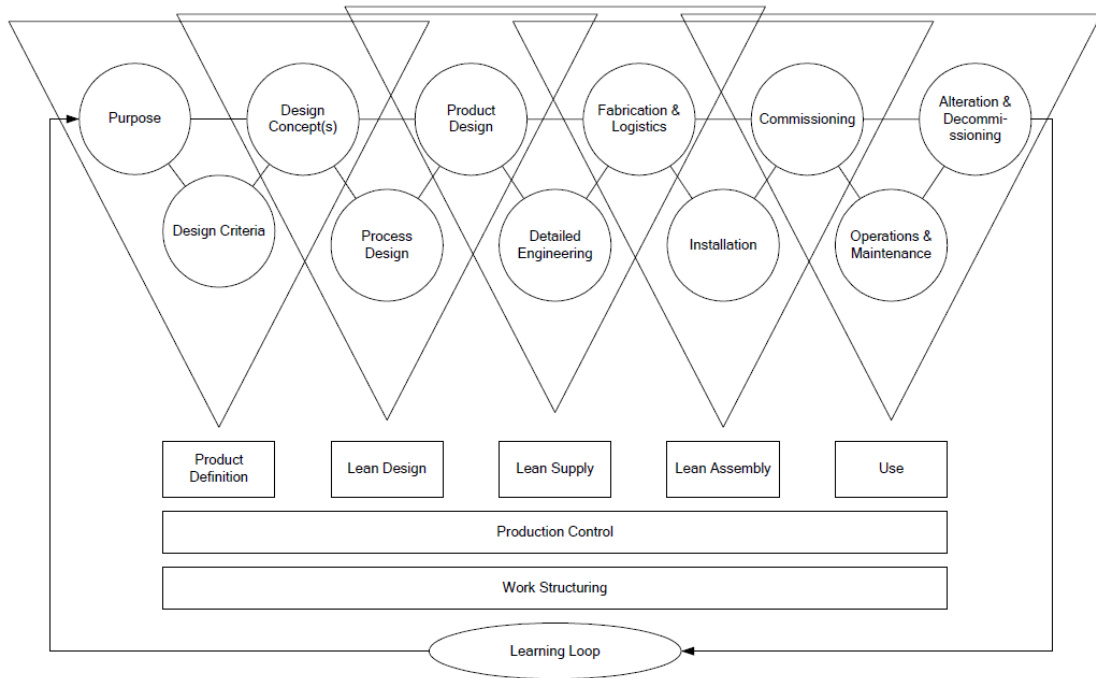 Purpose
Design
Concept(s)
Product
Design
Fabrication &
Logistics
Commissioning
Alteration &
Decommi-
ssioning
Design Criteria
Process
Design
Detailed
Engineering
Installation
Operations &
Maintenance
Product
Definition
Lean Design
Lean Supply
Lean Assembly
Use
Production Control
Work Structuring
Learning Loop